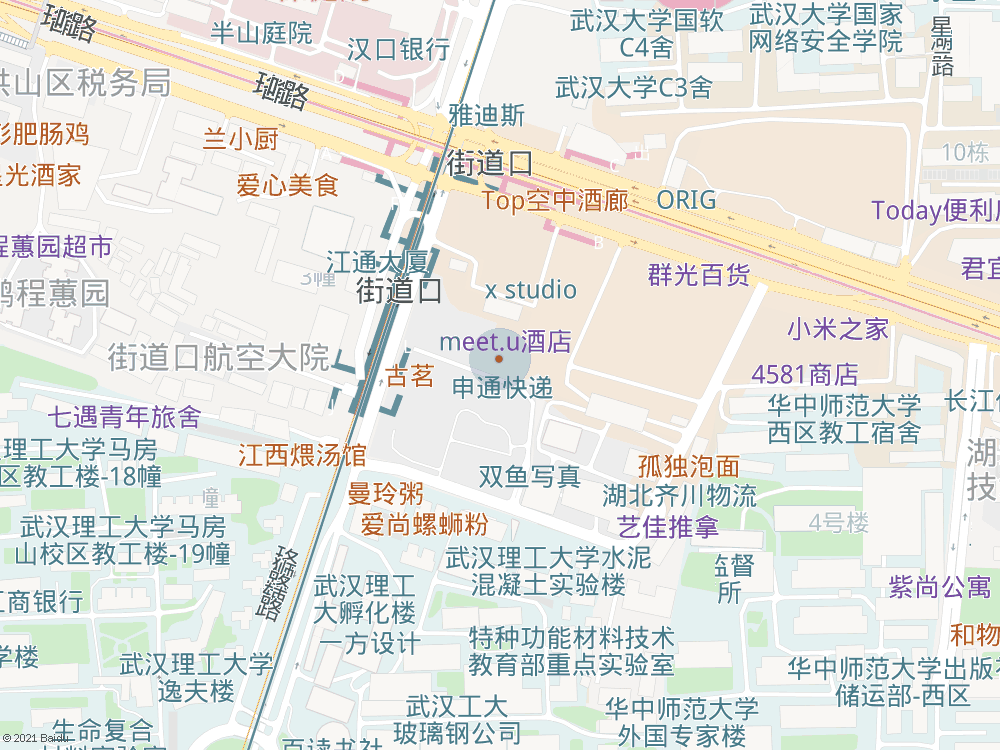 珞喻路
半山庭院
汉口银行
武汉大学国软
C4舍
武汉大学国家
网络安全学院
洪山区税务局
珞喻路
武汉大学C3舍
雅迪斯
肥肠鸡
兰小厨
街道口
10栋
星光酒家
爱心美食
Top空中酒廊
ORIG
Today便利
程蕙园超市
江通大厦
3幢
群光百货
君宜
程蕙园
街道口
x studio
小米之家
街道口航空大院
meet.u酒店
古茗
申通快递
4581商店
七遇青年旅舍
华中师范大学
西区教工宿舍
长江
理工大学马房
区教工楼-18幢
江西煨汤馆
双鱼写真
孤独泡面
湖
技
幢
曼玲粥
湖北齐川物流
武汉理工大学马房
山校区教工楼-19幢
爱尚螺蛳粉
艺佳推拿
4号楼
武汉理工大学水泥
混凝土实验楼
监督
所
工商银行
武汉理工
大孵化楼
紫尚公寓
一方设计
特种功能材料技术
教育部重点实验室
和物
学楼
武汉理工大学
逸夫楼
华中师范大学出版
储运部-西区
武汉工大
玻璃钢公司
华中师范大学
外国专家楼
生命复合
百读书社
© 2021 Baidu